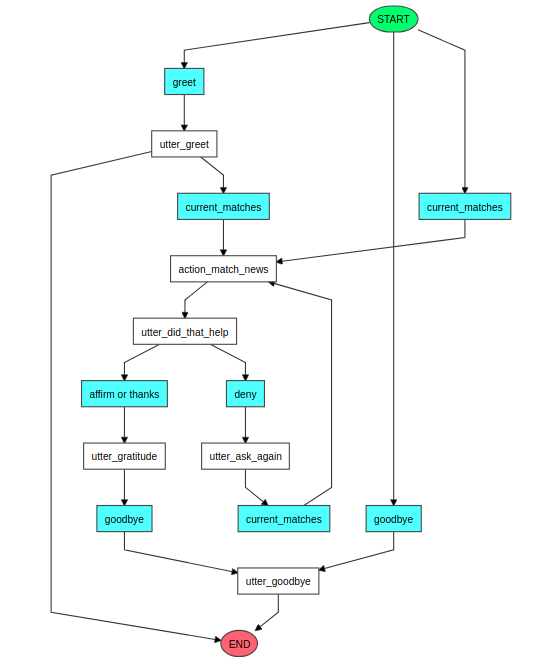 START
greet
utter_greet
current_matches
current_matches
action_match_news
utter_did_that_help
affirm or thanks
deny
utter_gratitude
utter_ask_again
goodbye
current_matches
goodbye
utter_goodbye
END